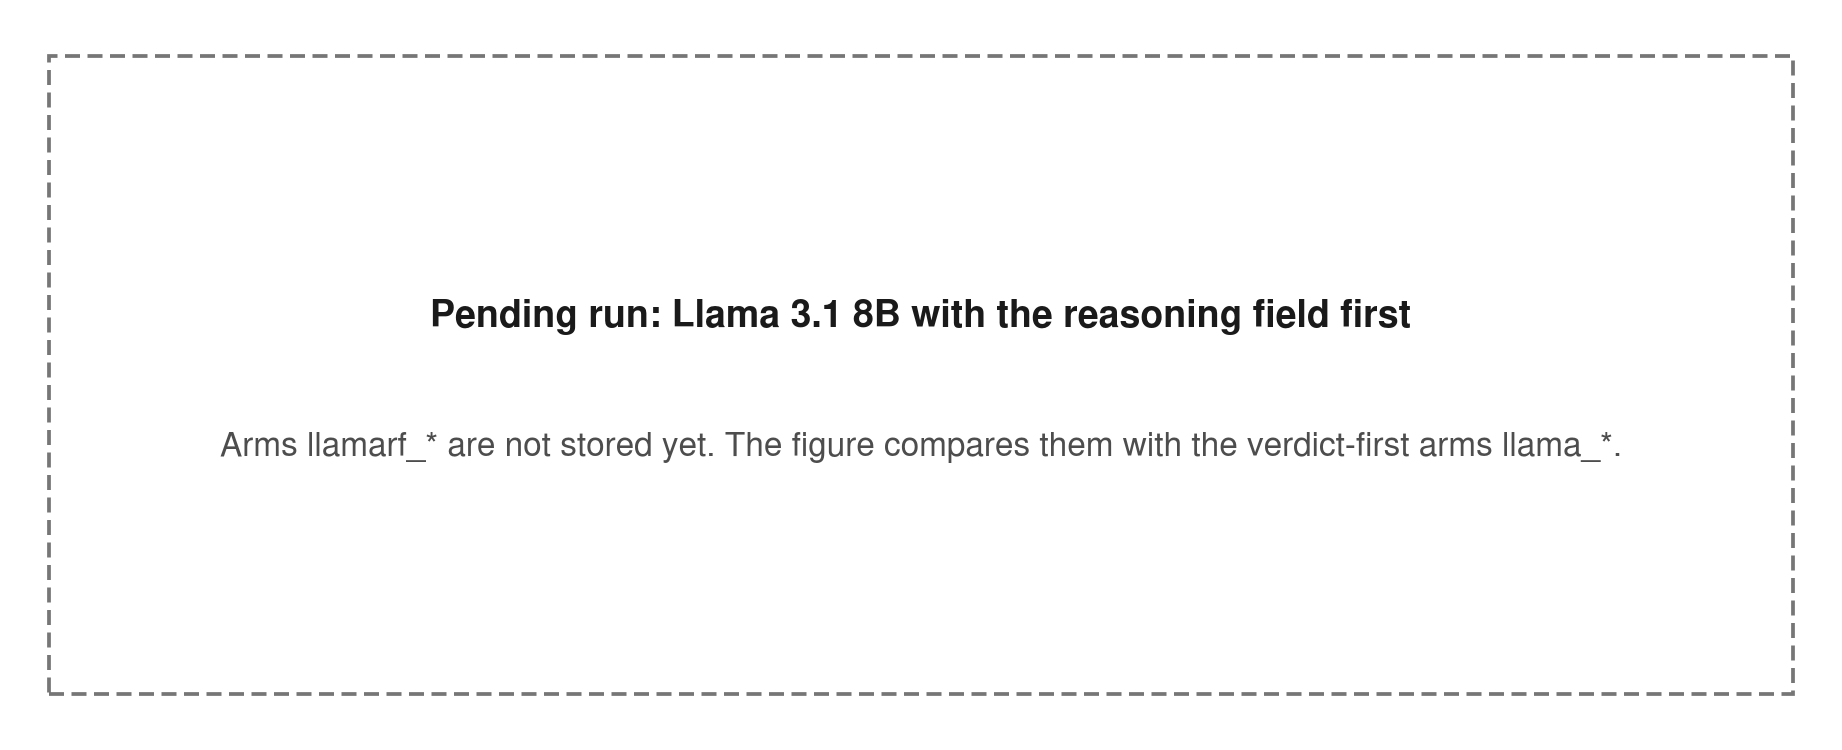 Pending run: Llama 3.1 8B with the reasoning field first
Arms llamarf_* are not stored yet. The figure compares them with the verdict-first arms llama_*.